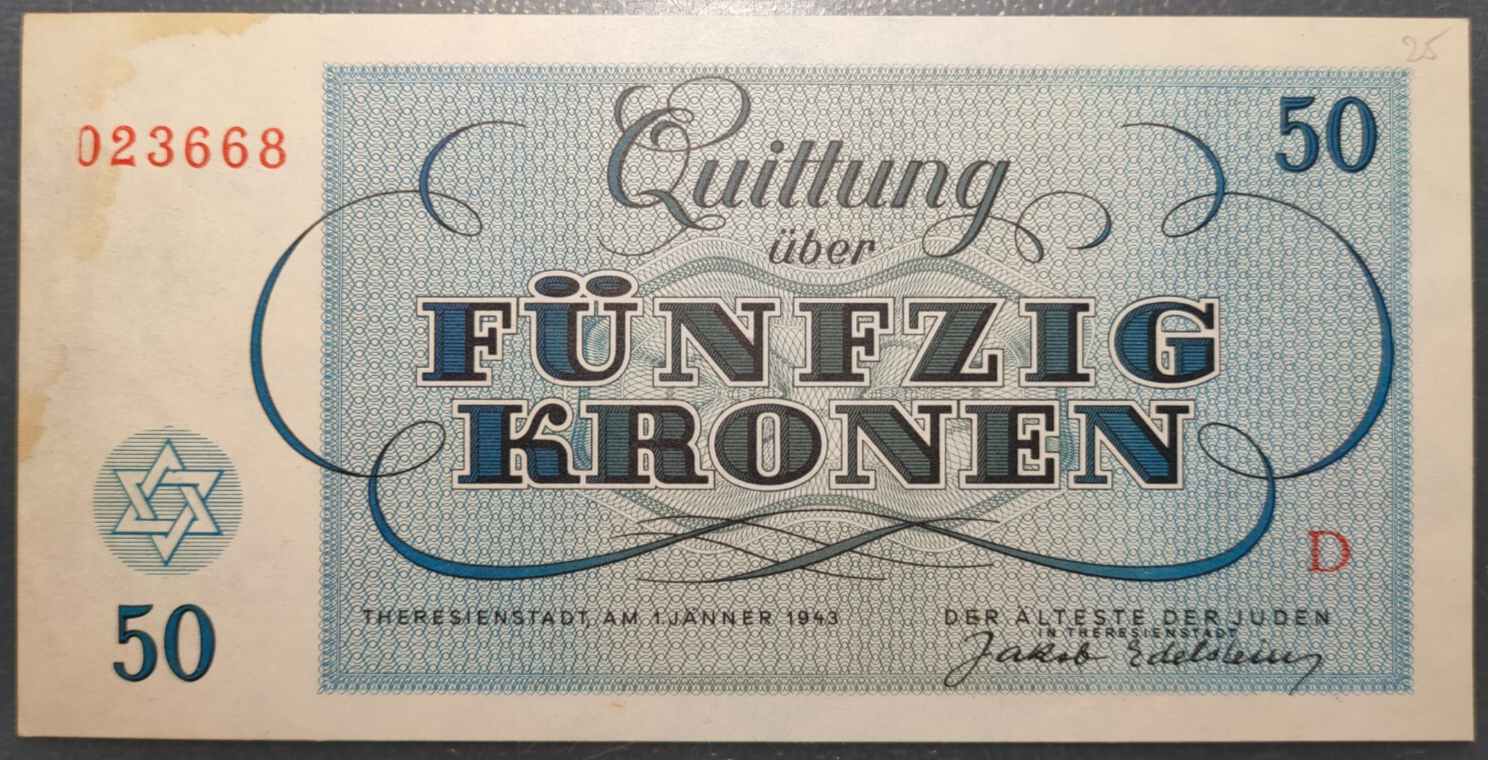 25
023668
50
Quittung
über
FÜNFZIG
KRONEN
D
50
THERESIENSTADT, AM 1. JÄNNER 1943
DER ÄLTESTE DER JUDEN
IN THERESIENSTADT
Jakob Edelstein